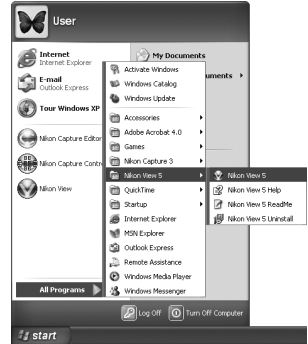 User
Internet
Internet Explorer
E-mail
Outlook Express
Tour Windows XP
Nikon Capture Editor
Nikon Capture Contr
Nikon View
All Programs
My Documents
uments
Activate Windows
Windows Catalog
Windows Update
Accessories
Adobe Acrobat 4.0
Games
Nikon Capture 3
Nikon View 5
QuickTime
Startup
Internet Explorer
MSN Explorer
Outlook Express
Remote Assistance
Windows Media Player
Windows Messenger
Nikon View 5
Nikon View 5 Help
Nikon View 5 ReadMe
Nikon View 5 Uninstall
Log Off
Turn Off Computer
start